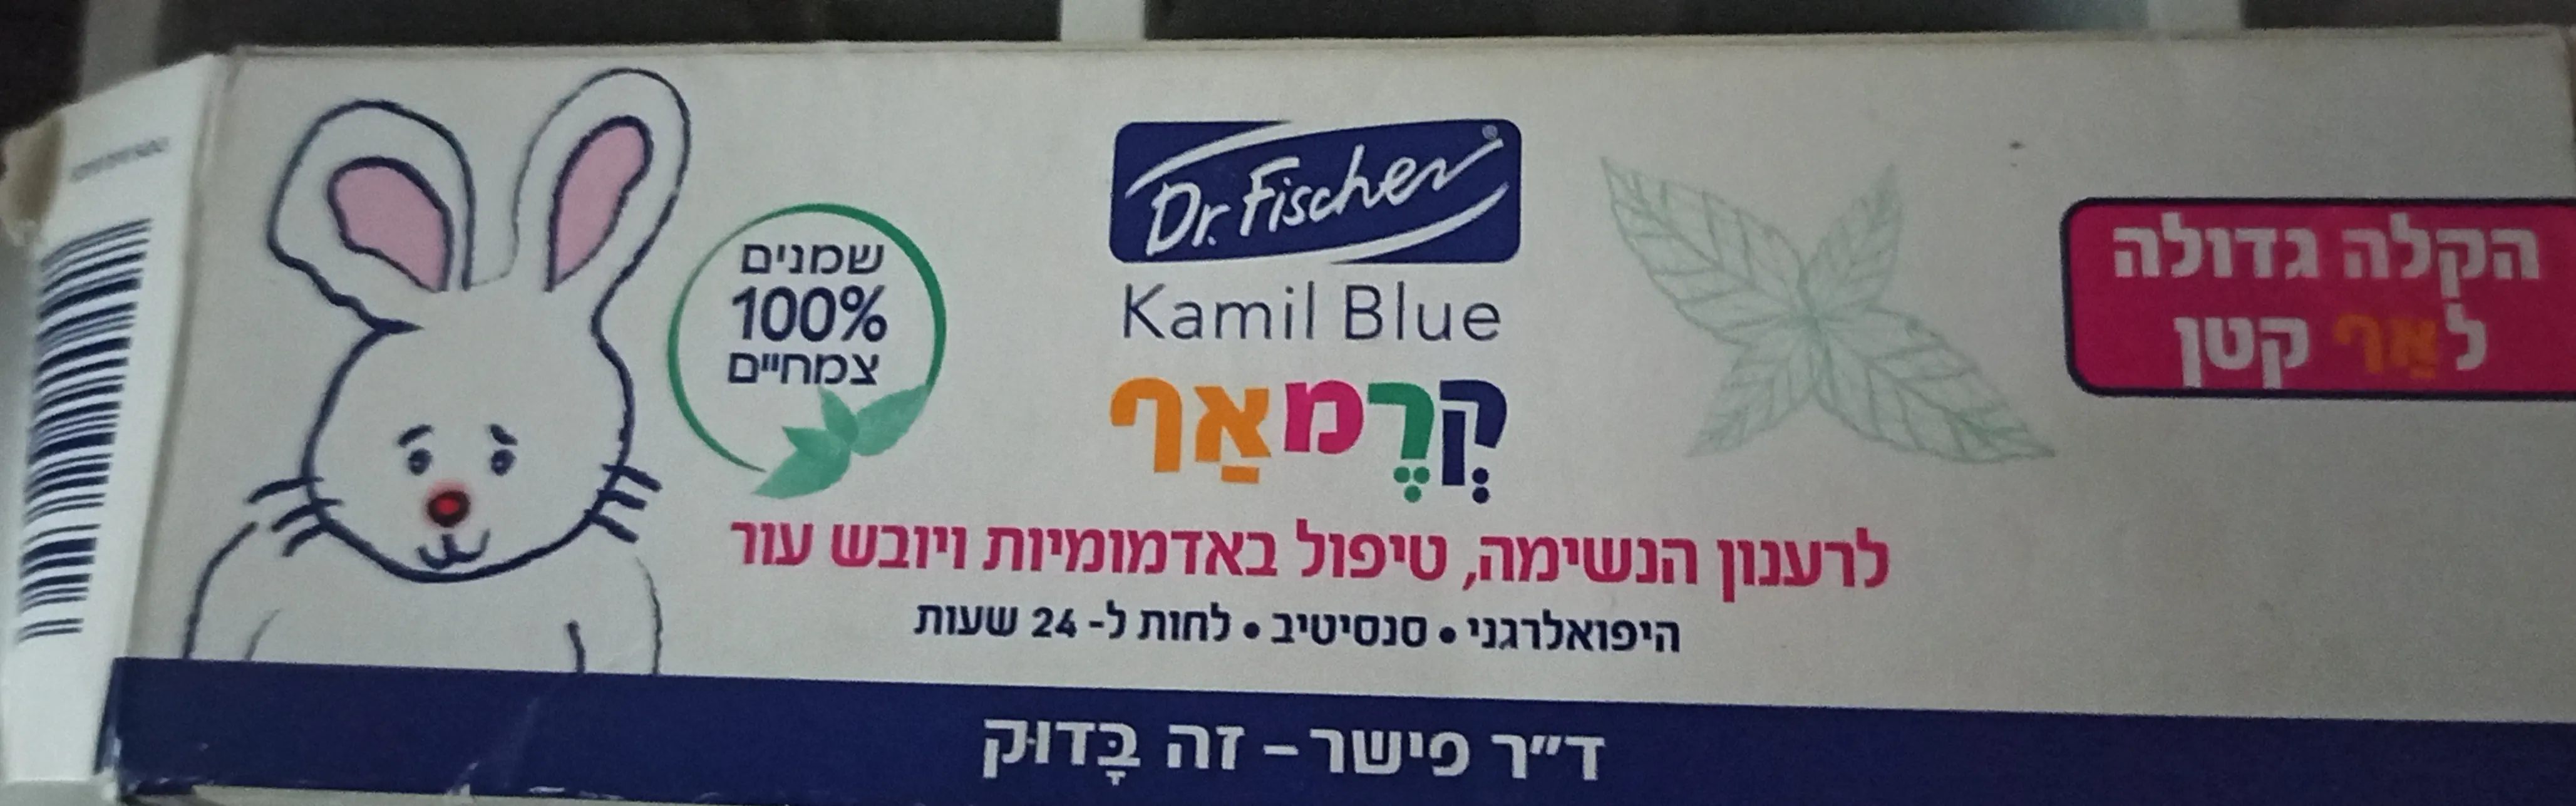 Dr. Fischer®
Kamil Blue
קְרֶמאַף
שמנים
100%
צמחיים
הקלה גדולה
לאַף קטן
לרענון הנשימה, טיפול באדמומיות ויובש עור
היפואלרגני • סנסיטיב • לחות ל- 24 שעות
ד״ר פישר – זה בָּדוּק